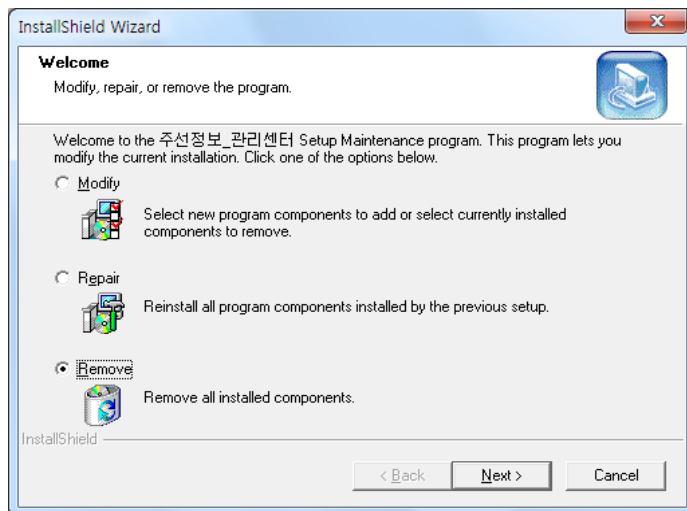 InstallShield Wizard
Welcome
Modify, repair, or remove the program.
Welcome to the 주선정보_관리센터 Setup Maintenance program. This program lets you
modify the current installation. Click one of the options below.
Modify
Select new program components to add or select currently installed
components to remove.
Repair
Reinstall all program components installed by the previous setup.
Remove
Remove all installed components.
InstallShield
< Back
Next >
Cancel